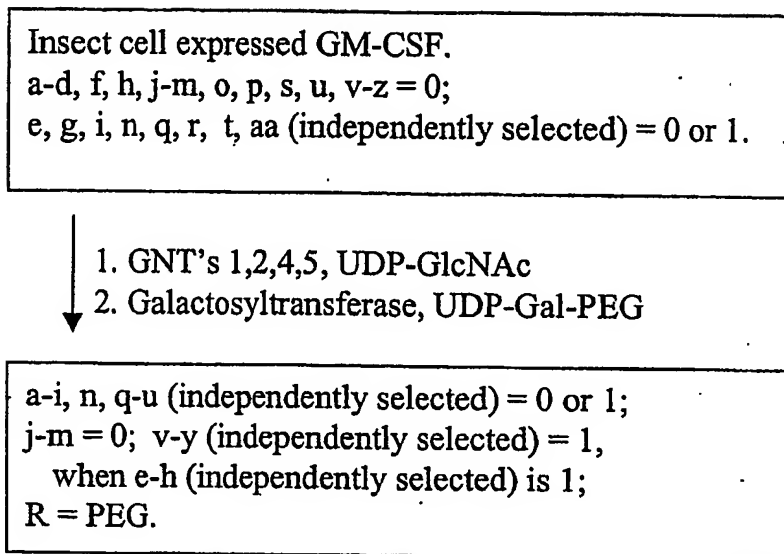 Insect cell expressed GM-CSF.
a-d, f, h, j-m, o, p, s, u, v-z = 0;
e, g, i, n, q, r, t, aa (independently selected) = 0 or 1.
1. GNT's 1,2,4,5, UDP-GlcNAc
2. Galactosyltransferase, UDP-Gal-PEG
a-i, n, q-u (independently selected) = 0 or 1;
j-m = 0; v-y (independently selected) = 1,
when e-h (independently selected) is 1;
R = PEG.